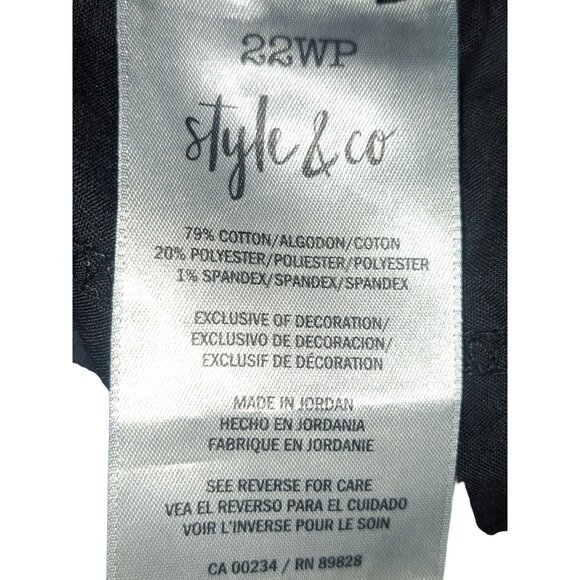 22WP
style & co
79% COTTON/ALGODON/COTON
20% POLYESTER/POLIESTER/POLYESTER
1% SPANDEX/SPANDEX/SPANDEX
EXCLUSIVE OF DECORATION/
EXCLUSIVO DE DECORACION/
EXCLUSIF DE DÉCORATION
MADE IN JORDAN
HECHO EN JORDANIA
FABRIQUE EN JORDANIE
SEE REVERSE FOR CARE
VEA EL REVERSO PARA EL CUIDADO
VOIR L'INVERSE POUR LE SOIN
CA 00234 / RN 89828